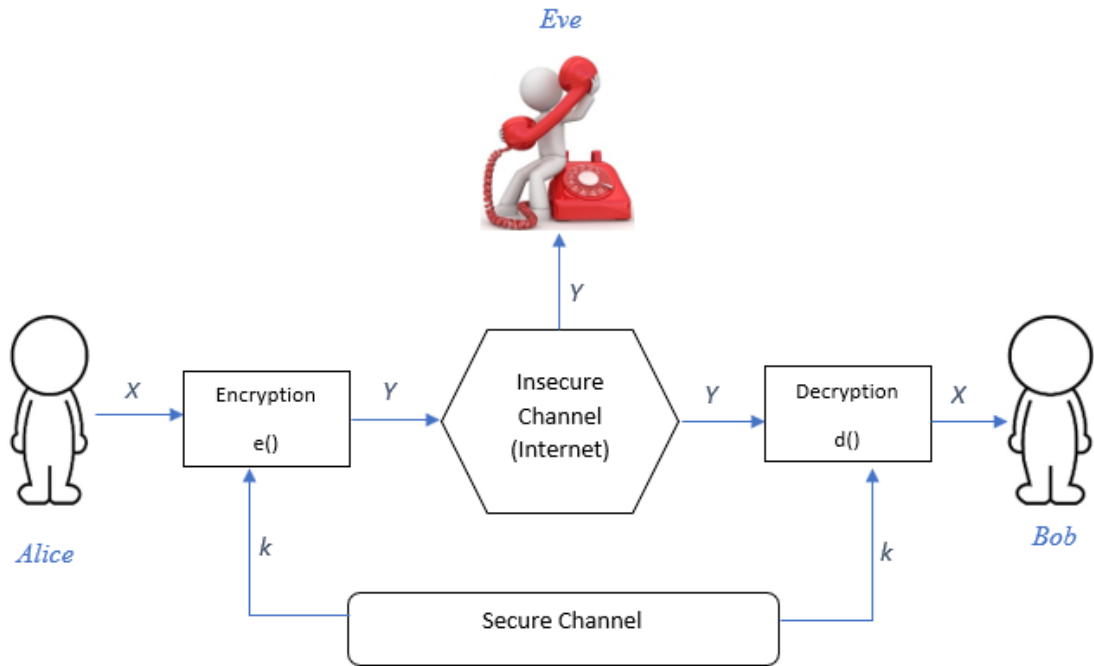 Eve
Y
X
Encryption
e()
Y
Insecure
Channel
(Internet)
Y
Decryption
d()
X
Alice
k
Bob
k
Secure Channel